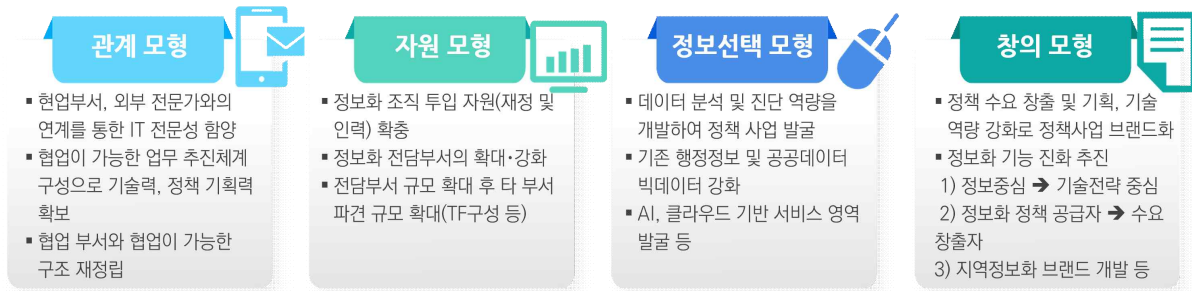 관계 모형
▪ 현업부서, 외부 전문가와의
연계를 통한 IT 전문성 함양
▪ 협업이 가능한 업무 추진체계
구성으로 기술력, 정책 기획력
확보
▪ 협업 부서와 협업이 가능한
구조 재정립
자원 모형
▪ 정보화 조직 투입 자원(재정 및
인력) 확충
▪ 정보화 전담부서의 확대·강화
▪ 전담부서 규모 확대 후 타 부서
파견 규모 확대(TF구성 등)
정보선택 모형
▪ 데이터 분석 및 진단 역량을
개발하여 정책 사업 발굴
▪ 기존 행정정보 및 공공데이터
빅데이터 강화
▪ AI, 클라우드 기반 서비스 영역
발굴 등
창의 모형
▪ 정책 수요 창출 및 기획, 기술
역량 강화로 정책사업 브랜드화
▪ 정보화 기능 진화 추진
1) 정보중심 ➔ 기술전략 중심
2) 정보화 정책 공급자 ➔ 수요
창출자
3) 지역정보화 브랜드 개발 등